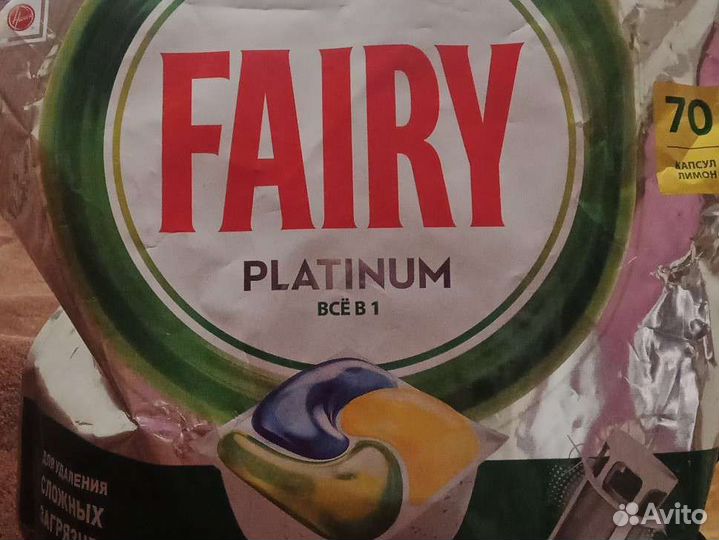 FAIRY
PLATINUM
ВСЁ В 1
70
КАПСУЛ
ЛИМОН
ДЛЯ УДАЛЕНИЯ
СЛОЖНЫХ
Avito